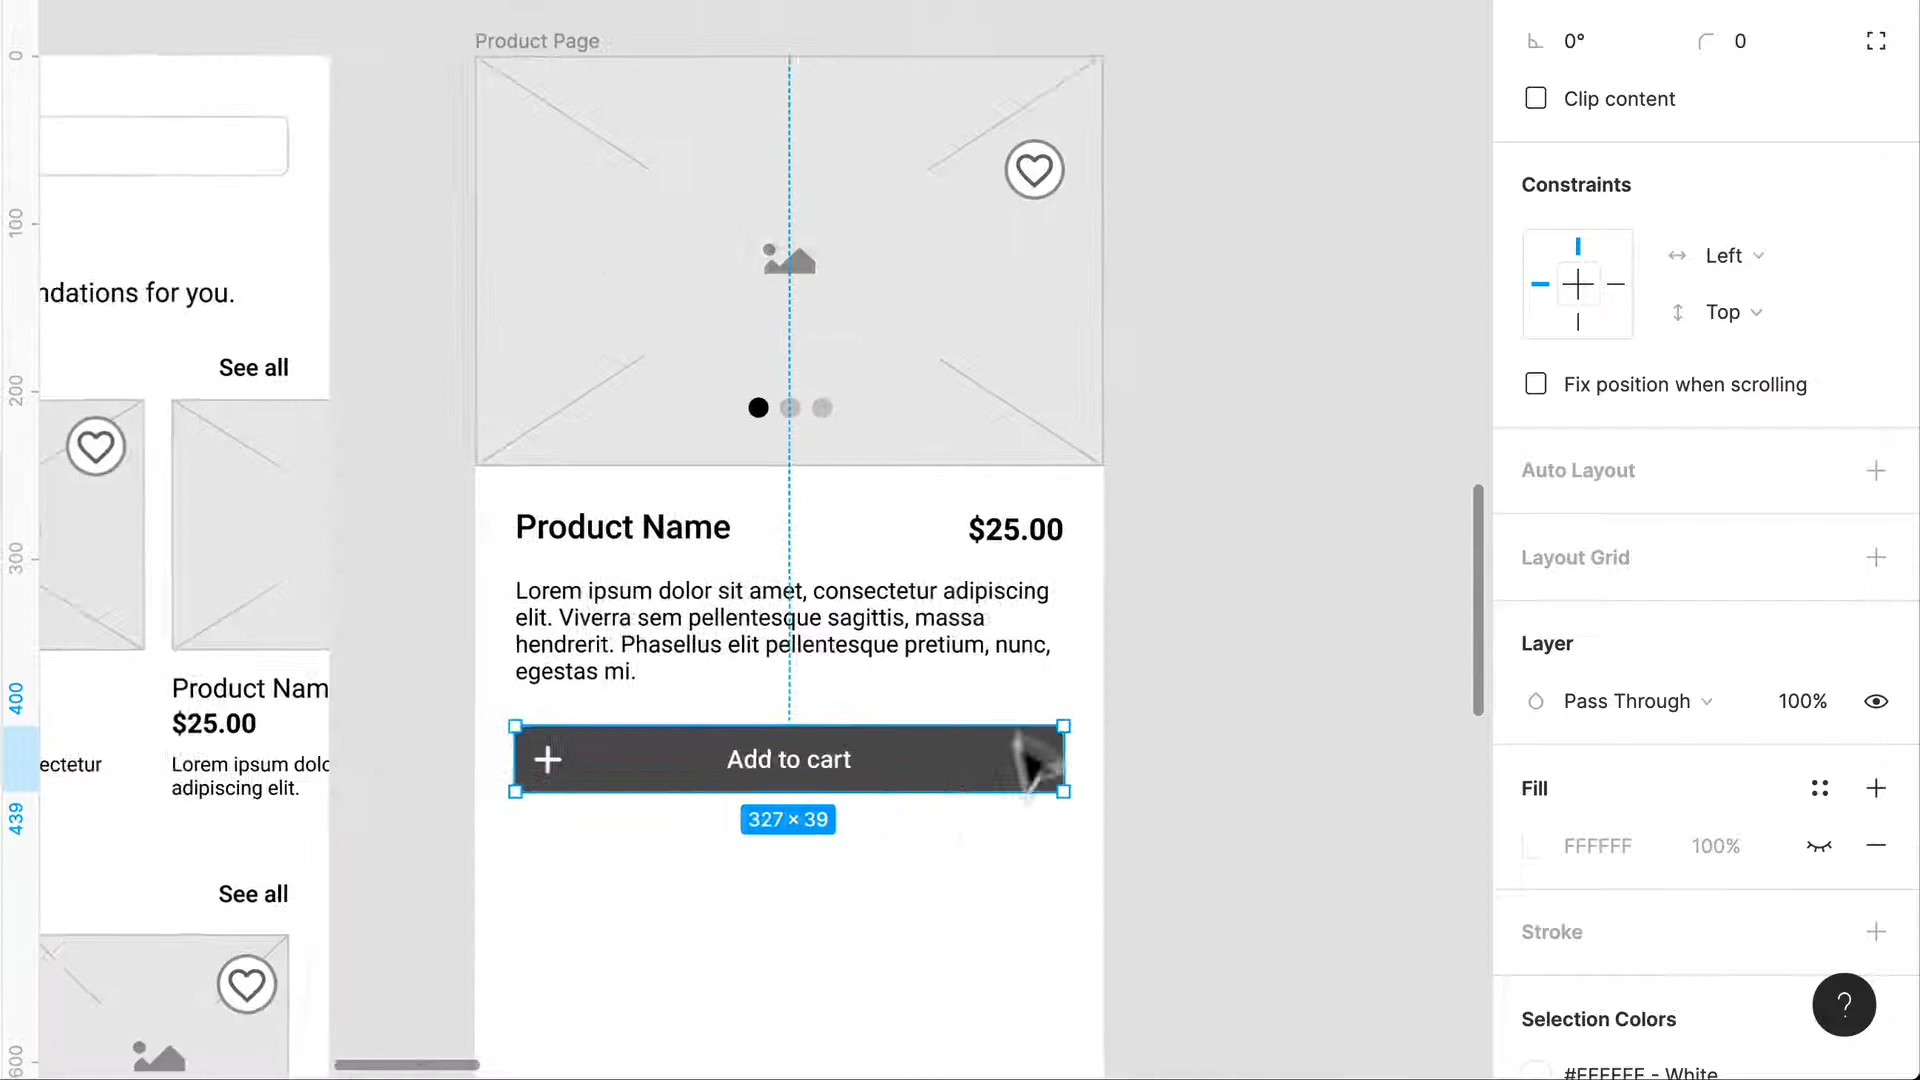 Product Page
0
100
200
300
400
439
600
ndations for you.
See all
Product Nam
$25.00
ectetur
Lorem ipsum dolo
adipiscing elit.
See all
Product Name
$25.00
Lorem ipsum dolor sit amet, consectetur adipiscing
elit. Viverra sem pellentesque sagittis, massa
hendrerit. Phasellus elit pellentesque pretium, nunc,
egestas mi.
Add to cart
327 × 39
0°
0
Clip content
Constraints
Left
Top
Fix position when scrolling
Auto Layout
Layout Grid
Layer
Pass Through
100%
Fill
FFFFFF
100%
Stroke
Selection Colors
?
#FFFFFF - White